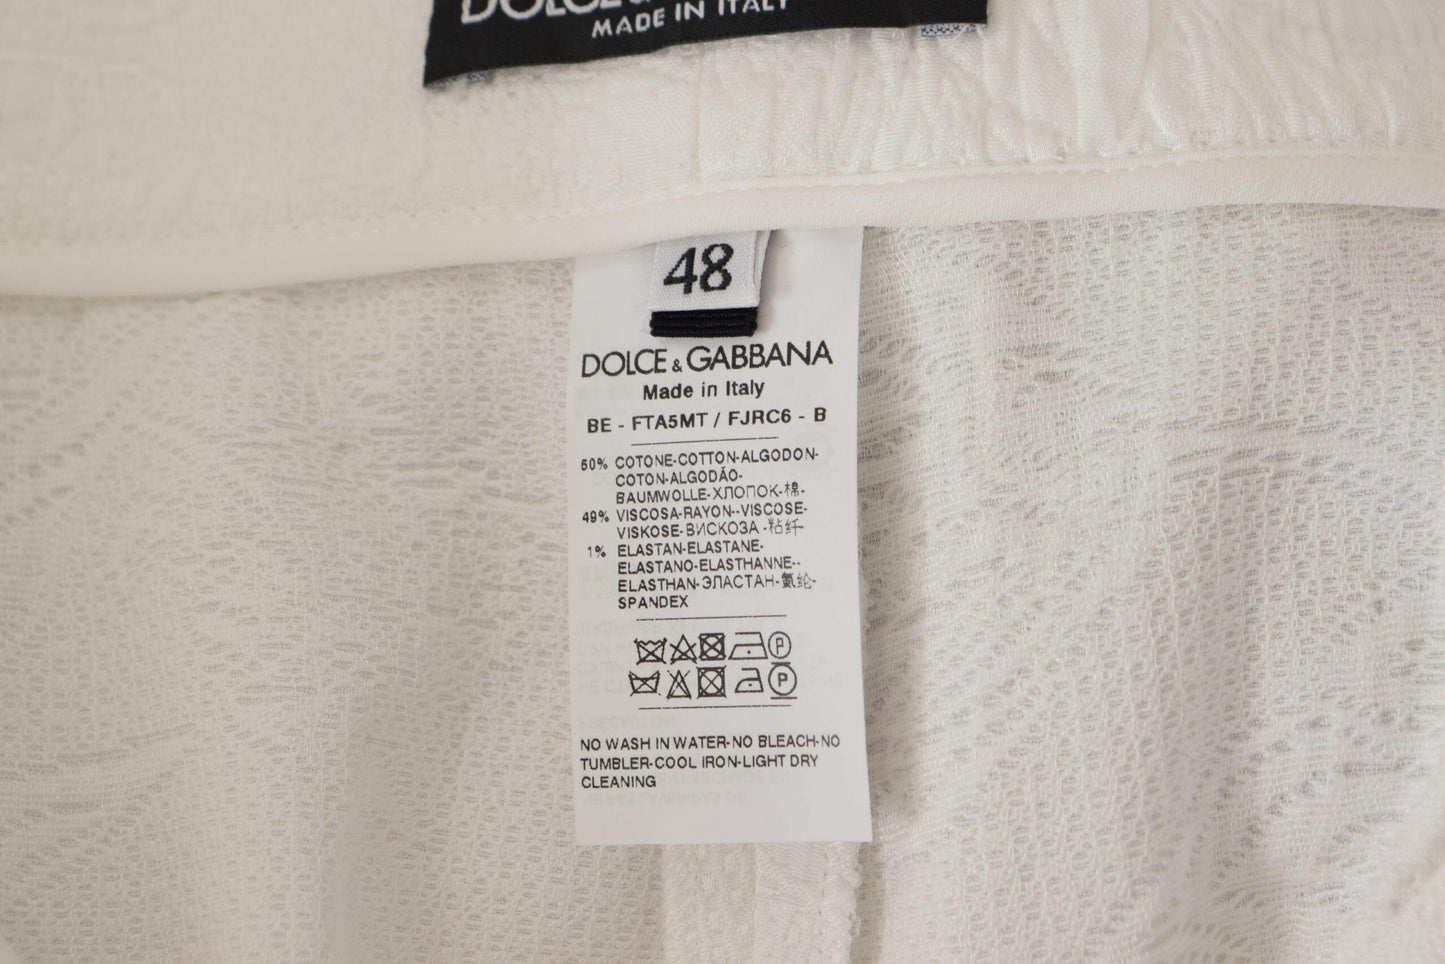 DOLCE&
MADE IN ITALY
48
DOLCE & GABBANA
Made in Italy
BE - FTA5MT / FJRC6 - B
50% COTONE-COTTON-ALGODON-
COTON-ALGODÃO-
BAUMWOLLE-ХЛОПОК-棉-
49% VISCOSA-RAYON--VISCOSE-
VISKOSE-ВИСКОЗА -粘纤-
1% ELASTAN-ELASTANE-
ELASTANO-ELASTHANNE--
ELASTHAN-ЭЛАСТАН-氨纶-
SPANDEX
P
P
NO WASH IN WATER-NO BLEACH-NO
TUMBLER-COOL IRON-LIGHT DRY
CLEANING